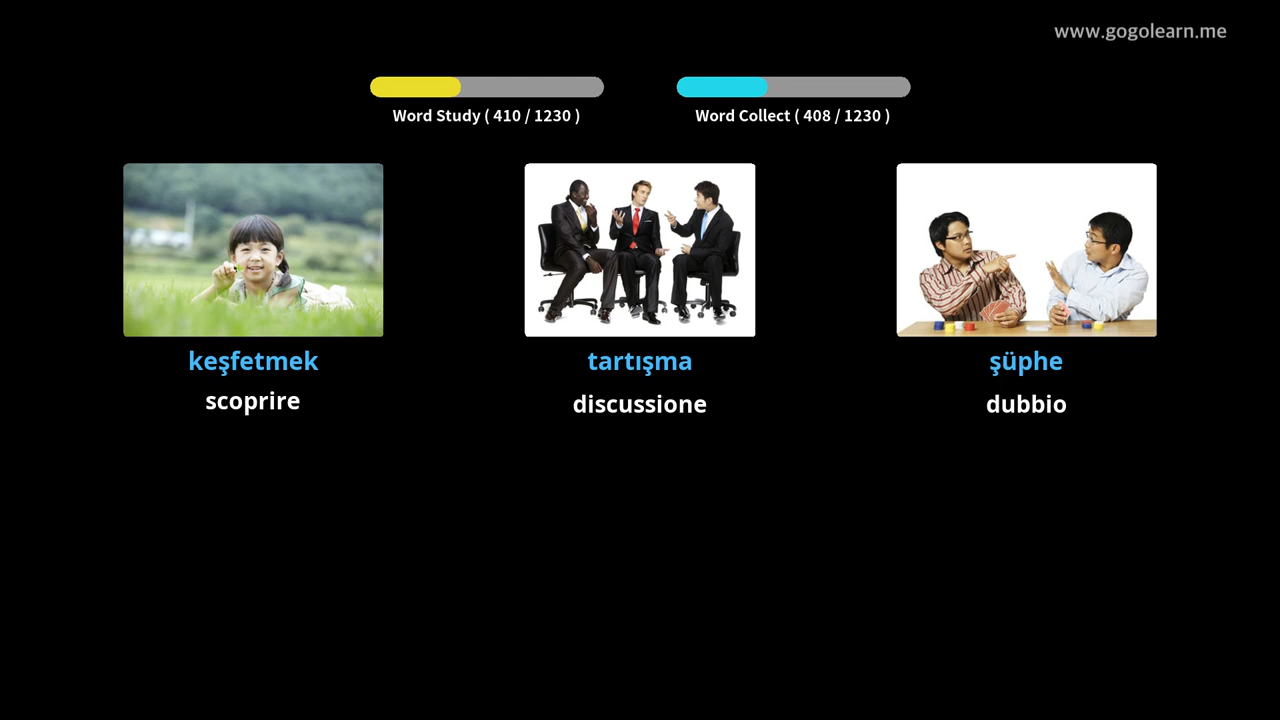 www.gogolearn.me
Word Study ( 410 / 1230 )
Word Collect ( 408 / 1230 )
keşfetmek
scoprire
tartışma
discussione
şüphe
dubbio